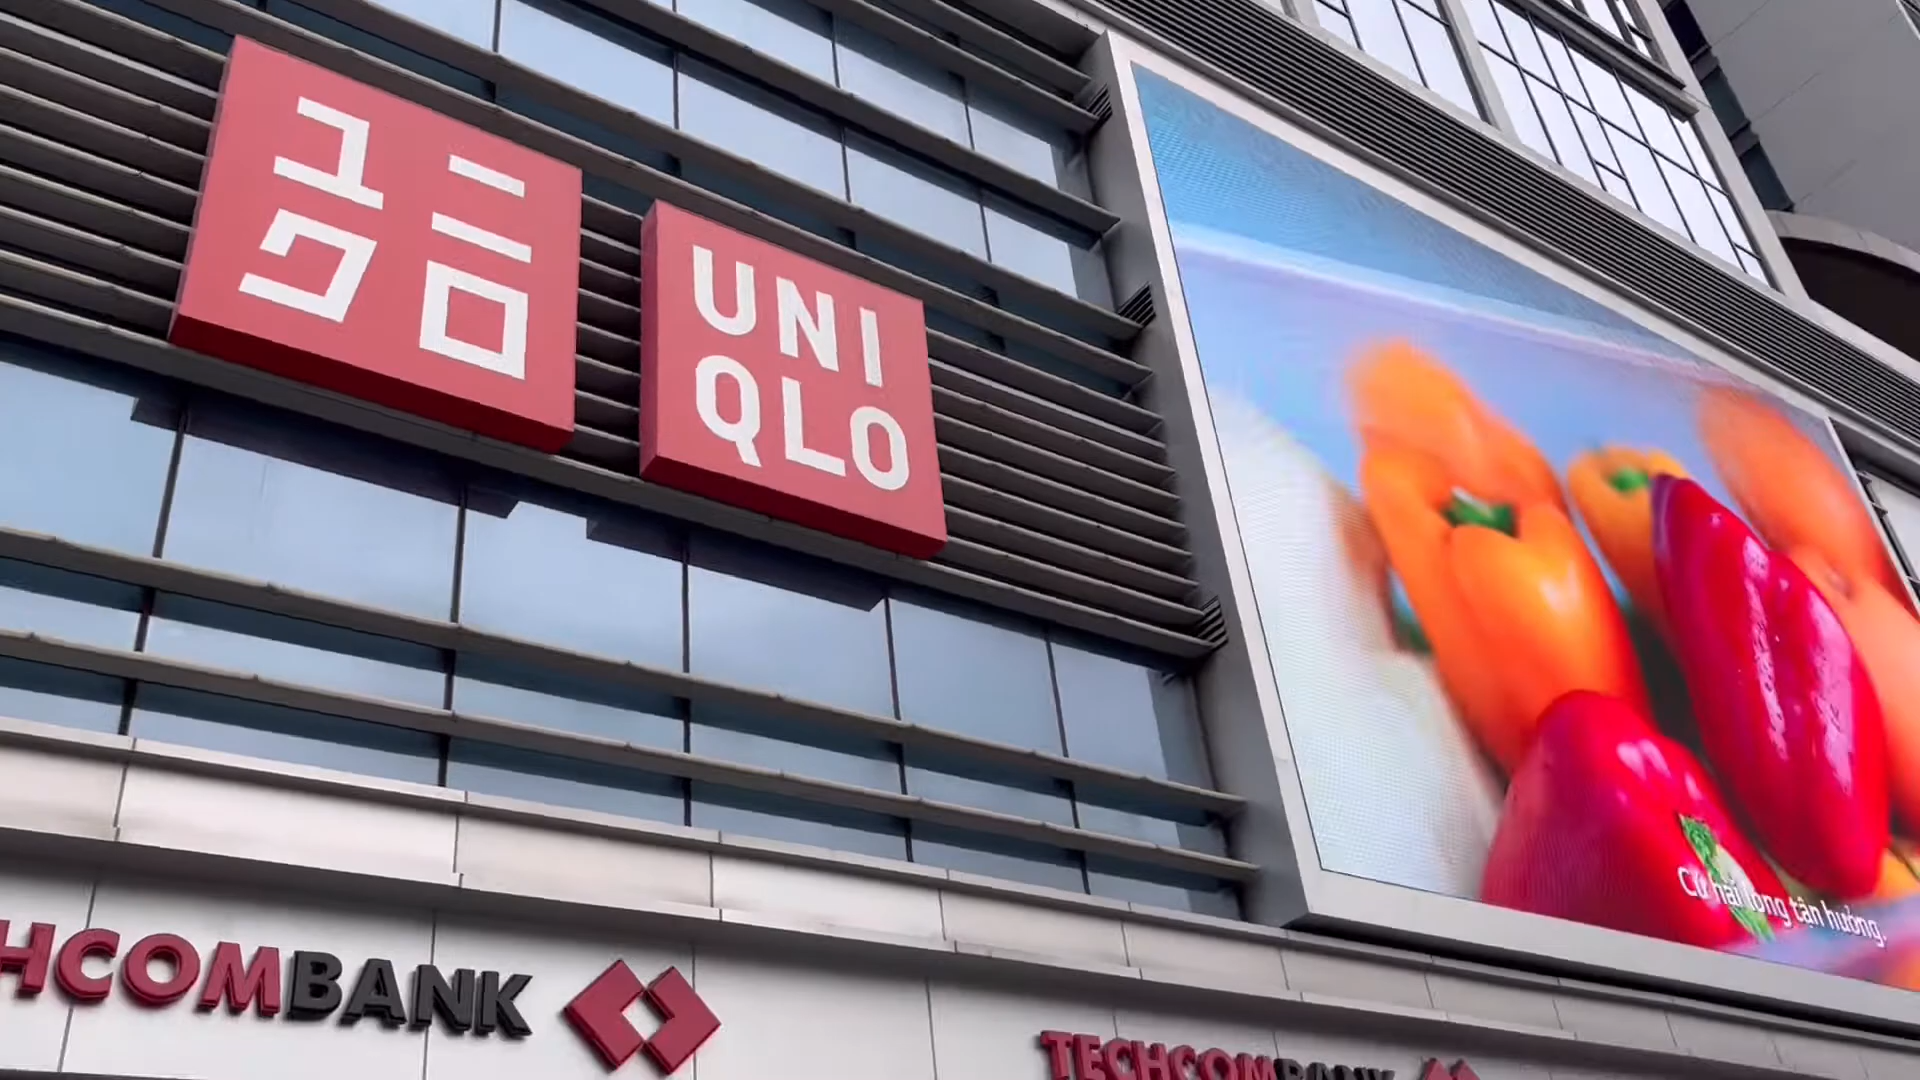 ユニ
クロ
UNI
QLO
Cứ hài lòng tận hưởng.
HCOMBANK
TECHCOMBANK